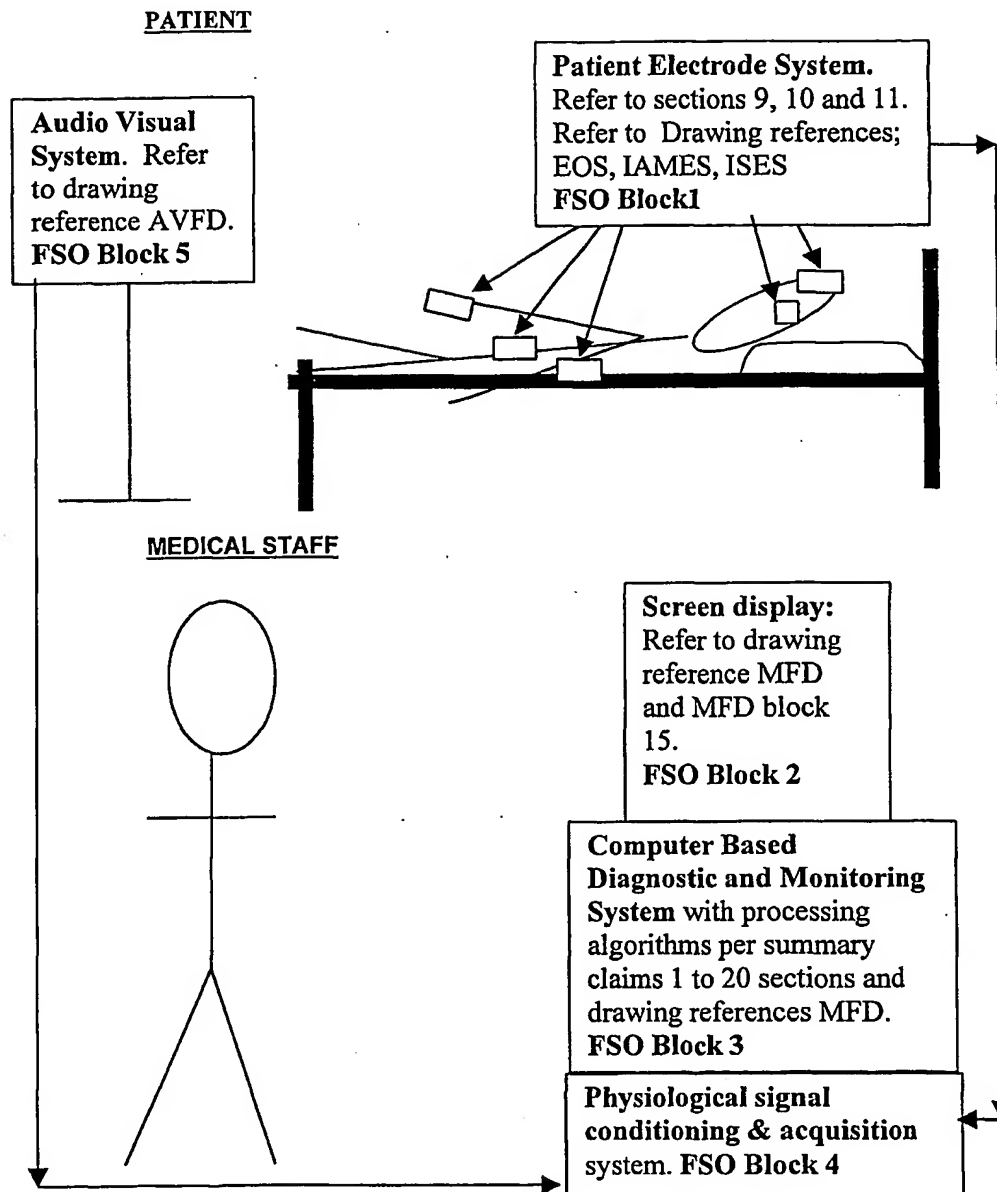 PATIENT
Patient Electrode System.
Refer to sections 9, 10 and 11.
Refer to  Drawing references;
EOS, IAMES, ISES
FSO Block1
Audio Visual
System.  Refer
to drawing
reference AVFD.
FSO Block 5
MEDICAL STAFF
Screen display:
Refer to drawing
reference MFD
and MFD block
15.
FSO Block 2
Computer Based
Diagnostic and Monitoring
System with processing
algorithms per summary
claims 1 to 20 sections and
drawing references MFD.
FSO Block 3
Physiological signal
conditioning & acquisition
system. FSO Block 4